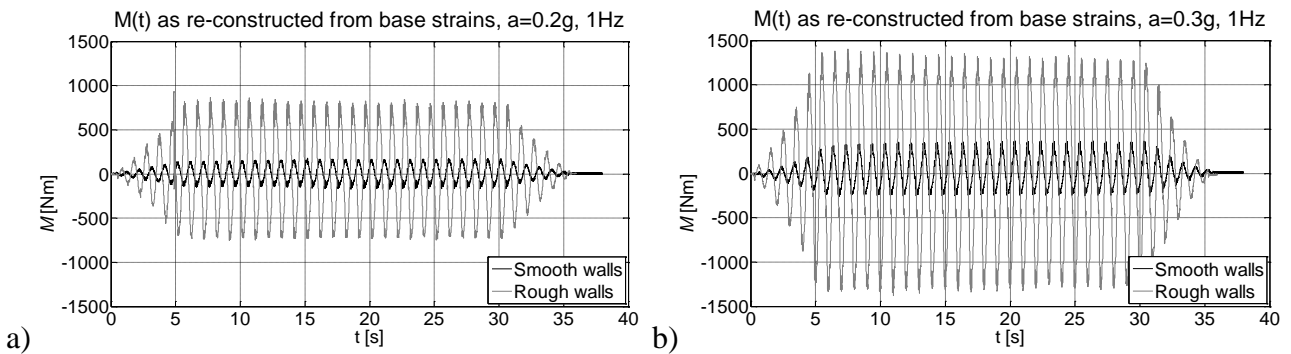 M(t) as re-constructed from base strains, a=0.2g, 1Hz
1500
1000
500
0
-500
-1000
-1500
M [Nm]
0 5 10 15 20 25 30 35 40
t [s]
Smooth walls
Rough walls
a)
M(t) as re-constructed from base strains, a=0.3g, 1Hz
1500
1000
500
0
-500
-1000
-1500
M [Nm]
0 5 10 15 20 25 30 35 40
t [s]
Smooth walls
Rough walls
b)